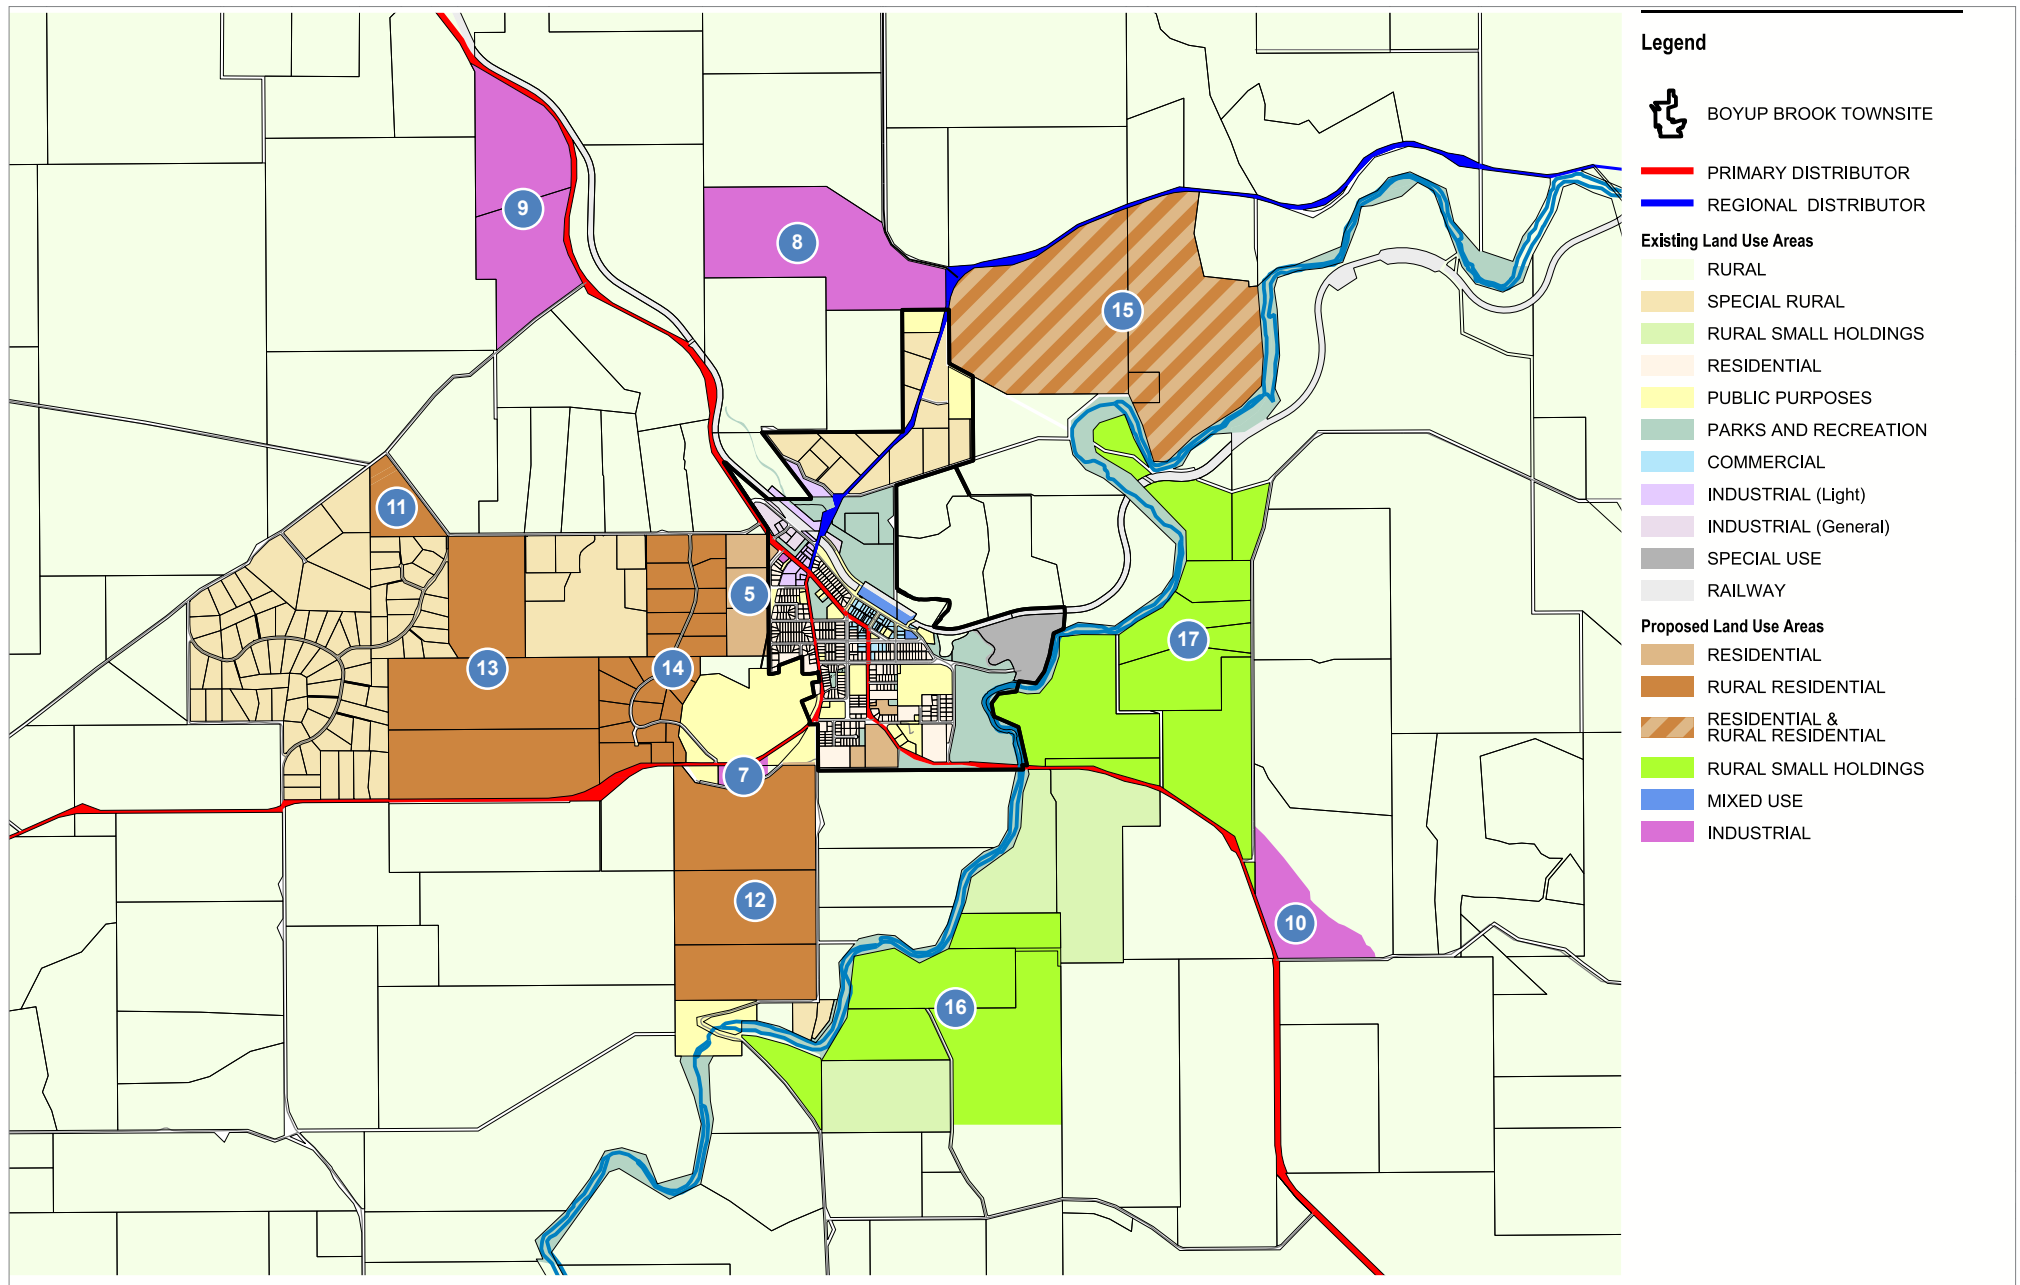 Legend
BOYUP BROOK TOWNSITE
PRIMARY DISTRIBUTOR
REGIONAL DISTRIBUTOR
Existing Land Use Areas
RURAL
SPECIAL RURAL
RURAL SMALL HOLDINGS
RESIDENTIAL
PUBLIC PURPOSES
PARKS AND RECREATION
COMMERCIAL
INDUSTRIAL (Light)
INDUSTRIAL (General)
SPECIAL USE
RAILWAY
Proposed Land Use Areas
RESIDENTIAL
RURAL RESIDENTIAL
RESIDENTIAL &
RURAL RESIDENTIAL
RURAL SMALL HOLDINGS
MIXED USE
INDUSTRIAL
9
8
15
11
5
13
14
17
7
12
10
16